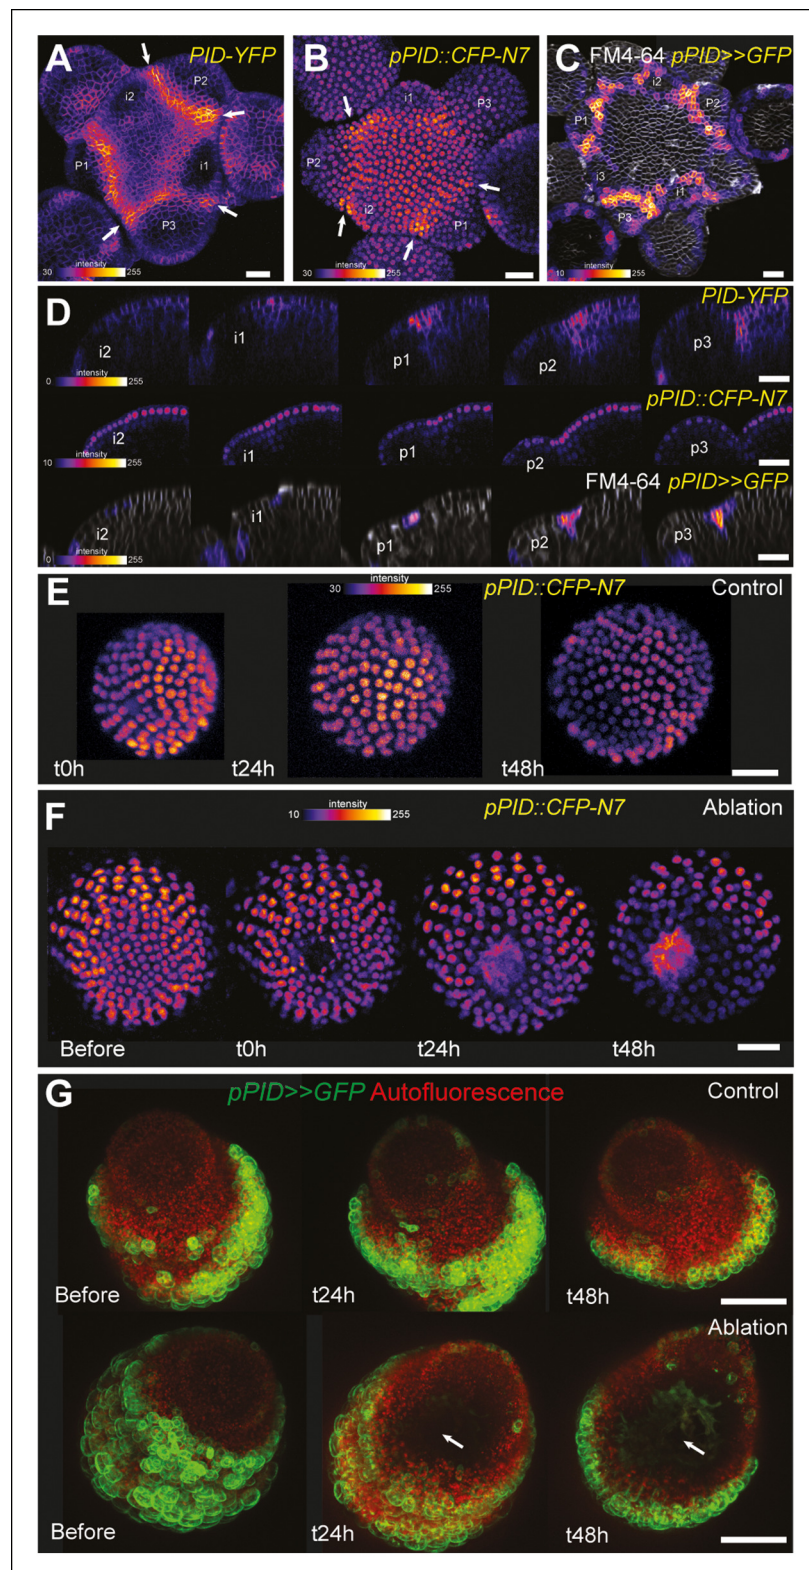 A PID-YFP
P2
i2
P1
i1
P3
intensity
30 255
B pPID::CFP-N7
i1
P3
P2
i2
P1
intensity
30 255
C FM4-64 pPID>>GFP
i2
P1
P2
i3
i1
P3
intensity
10 255
D PID-YFP
i2 i1 p1 p2 p3
intensity
0 255
pPID::CFP-N7
i2 i1 p1 p2 p3
intensity
10 255
FM4-64 pPID>>GFP
i2 i1 p1 p2 p3
intensity
0 255
E intensity
30 255 pPID::CFP-N7 Control
t0h t24h t48h
F intensity
10 255 pPID::CFP-N7 Ablation
Before t0h t24h t48h
G pPID>>GFP Autofluorescence Control
Before t24h t48h
Ablation
Before t24h t48h